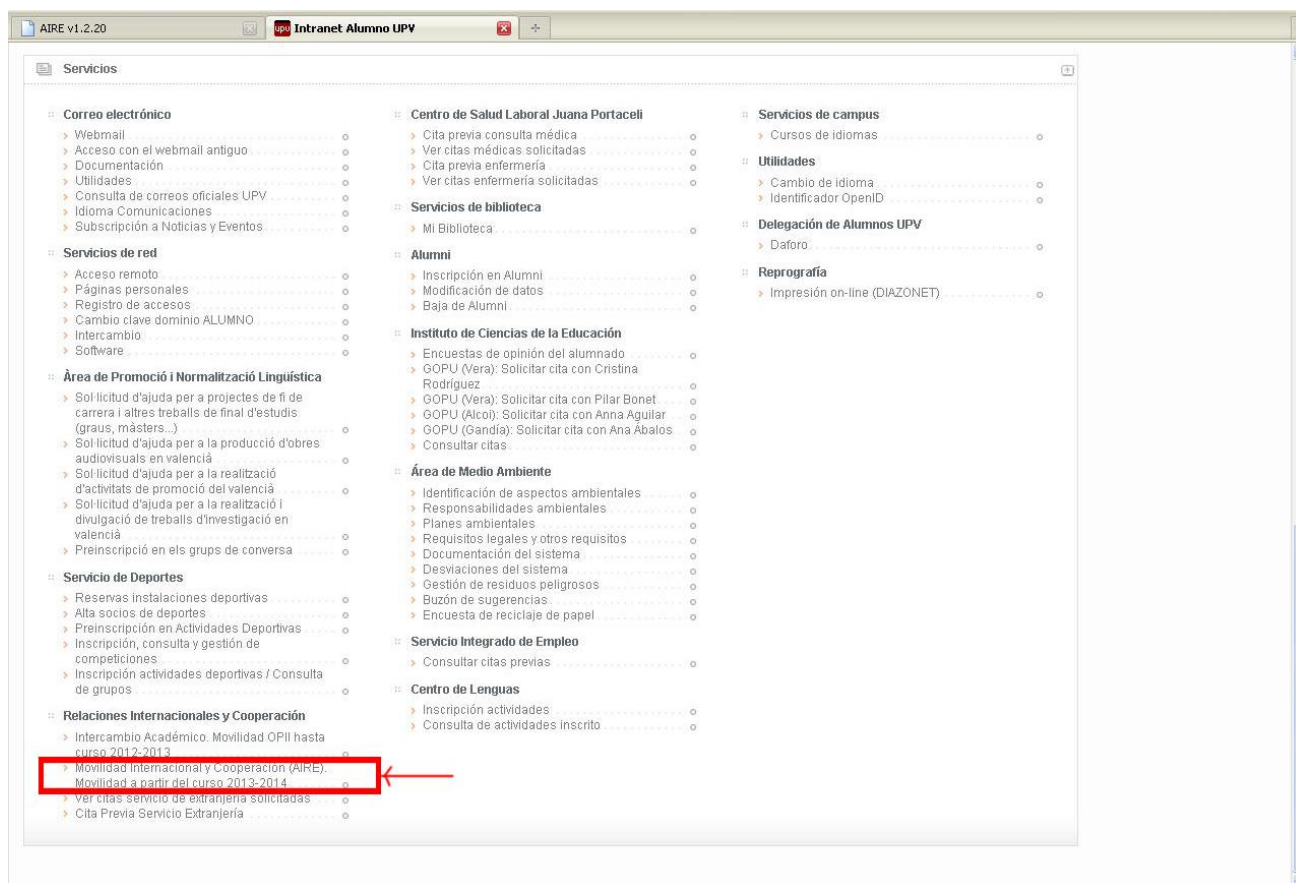 AIRE v1.2.20
upv Intranet Alumno UPV
Servicios
Correo electrónico
Webmail
Acceso con el webmail antiguo
Documentación
Utilidades
Consulta de correos oficiales UPV
Idioma Comunicaciones
Subscripción a Noticias y Eventos
Servicios de red
Acceso remoto
Páginas personales
Registro de accesos
Cambio clave dominio ALUMNO
Intercambio
Software
Àrea de Promoció i Normalització Lingüística
Sol·licitud d'ajuda per a projectes de fi de
carrera i altres treballs de final d'estudis
(graus, màsters...)
Sol·licitud d'ajuda per a la producció d'obres
audiovisuals en valencià
Sol·licitud d'ajuda per a la realització
d'activitats de promoció del valencià
Sol·licitud d'ajuda per a la realització i
divulgació de treballs d'investigació en
valencià
Preinscripció en els grups de conversa
Servicio de Deportes
Reservas instalaciones deportivas
Alta socios de deportes
Preinscripción en Actividades Deportivas
Inscripción, consulta y gestión de
competiciones
Inscripción actividades deportivas / Consulta
de grupos
Relaciones Internacionales y Cooperación
Intercambio Académico. Movilidad OPII hasta
curso 2012-2013
Movilidad Internacional y Cooperación (AIRE).
Movilidad a partir del curso 2013-2014
Ver citas servicio de extranjería solicitadas
Cita Previa Servicio Extranjería
Centro de Salud Laboral Juana Portaceli
Cita previa consulta médica
Ver citas médicas solicitadas
Cita previa enfermería
Ver citas enfermería solicitadas
Servicios de biblioteca
Mi Biblioteca
Alumni
Inscripción en Alumni
Modificación de datos
Baja de Alumni
Instituto de Ciencias de la Educación
Encuestas de opinión del alumnado
GOPU (Vera): Solicitar cita con Cristina
Rodríguez
GOPU (Vera): Solicitar cita con Pilar Bonet
GOPU (Alcoi): Solicitar cita con Anna Aguilar
GOPU (Gandía): Solicitar cita con Ana Ábalos
Consultar citas
Área de Medio Ambiente
Identificación de aspectos ambientales
Responsabilidades ambientales
Planes ambientales
Requisitos legales y otros requisitos
Documentación del sistema
Desviaciones del sistema
Gestión de residuos peligrosos
Buzón de sugerencias
Encuesta de reciclaje de papel
Servicio Integrado de Empleo
Consultar citas previas
Centro de Lenguas
Inscripción actividades
Consulta de actividades inscrito
Servicios de campus
Cursos de idiomas
Utilidades
Cambio de idioma
Identificador OpenID
Delegación de Alumnos UPV
Daforo
Reprografía
Impresión on-line (DIAZONET)